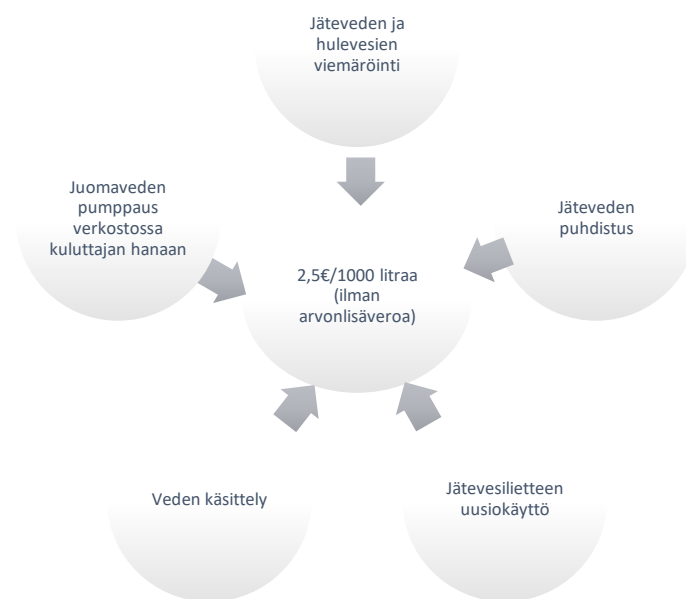 Jäteveden ja
hulevesien
viemäröinti
Juomaveden
pumppaus
verkostossa
kuluttajan hanaan
Jäteveden
puhdistus
2,5€/1000 litraa
(ilman
arvonlisäveroa)
Veden käsittely
Jätevesilietteen
uusiokäyttö